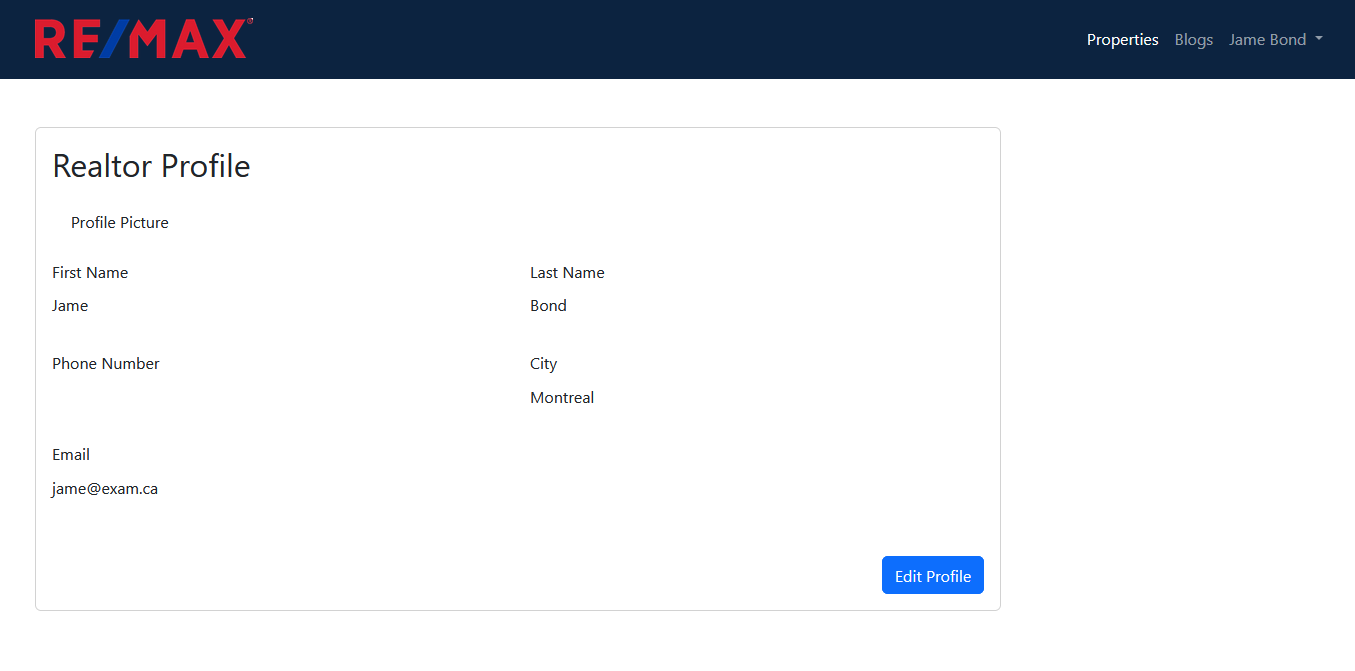 RE/MAX®
Properties Blogs Jame Bond
Realtor Profile
Profile Picture
First Name Last Name
Jame Bond
Phone Number City
Montreal
Email
jame@exam.ca
Edit Profile